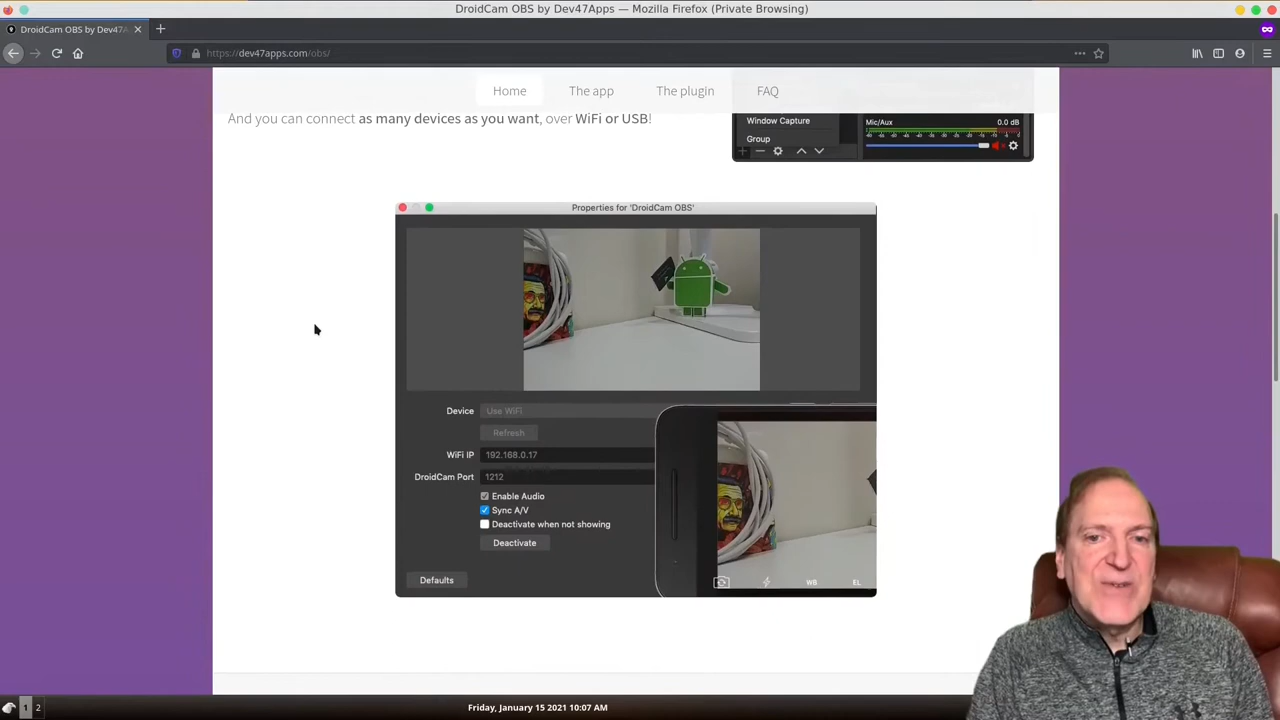 DroidCam OBS by Dev47Apps — Mozilla Firefox (Private Browsing)
DroidCam OBS by Dev47A
https://dev47apps.com/obs/
Home The app The plugin FAQ
And you can connect as many devices as you want, over WiFi or USB!
Window Capture
Group
Mic/Aux 0.0 dB
Properties for 'DroidCam OBS'
Device Use WiFi
Refresh
WiFi IP 192.168.0.17
DroidCam Port 1212
Enable Audio
Sync A/V
Deactivate when not showing
Deactivate
Defaults
WB EL
1 2
Friday, January 15 2021 10:07 AM